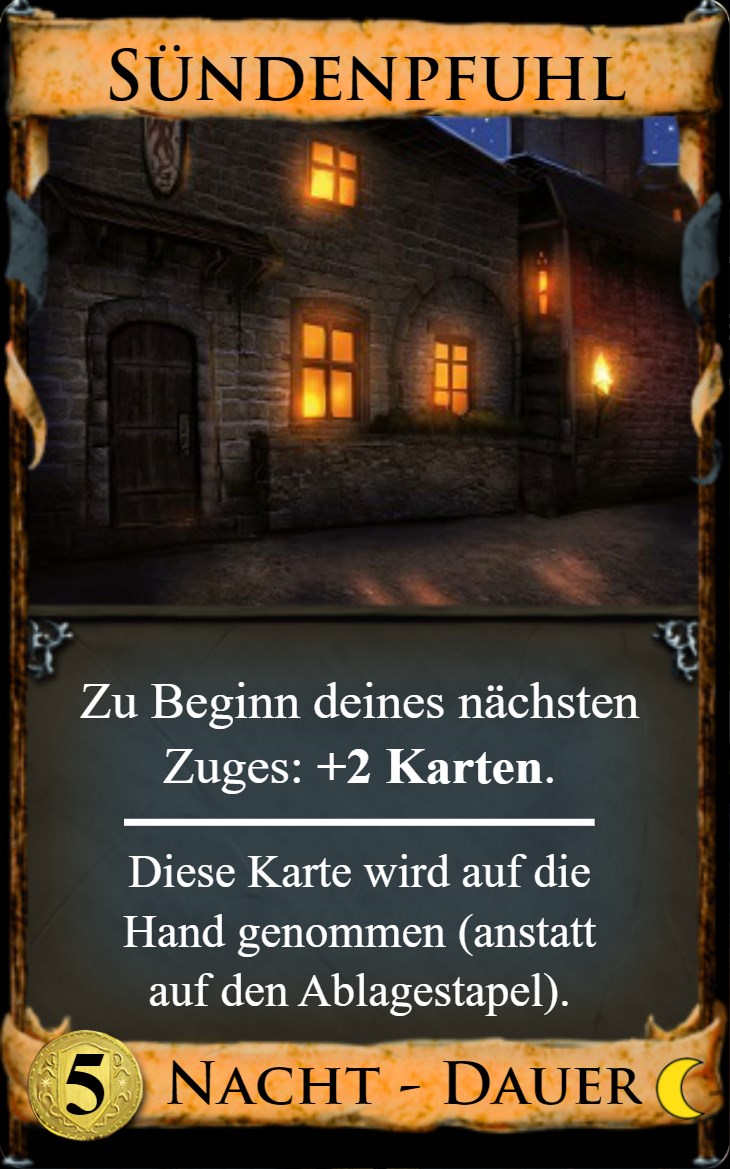 Sündenpfuhl
Zu Beginn deines nächsten
Zuges: +2 Karten.
Diese Karte wird auf die
Hand genommen (anstatt
auf den Ablagestapel).
5 Nacht - Dauer